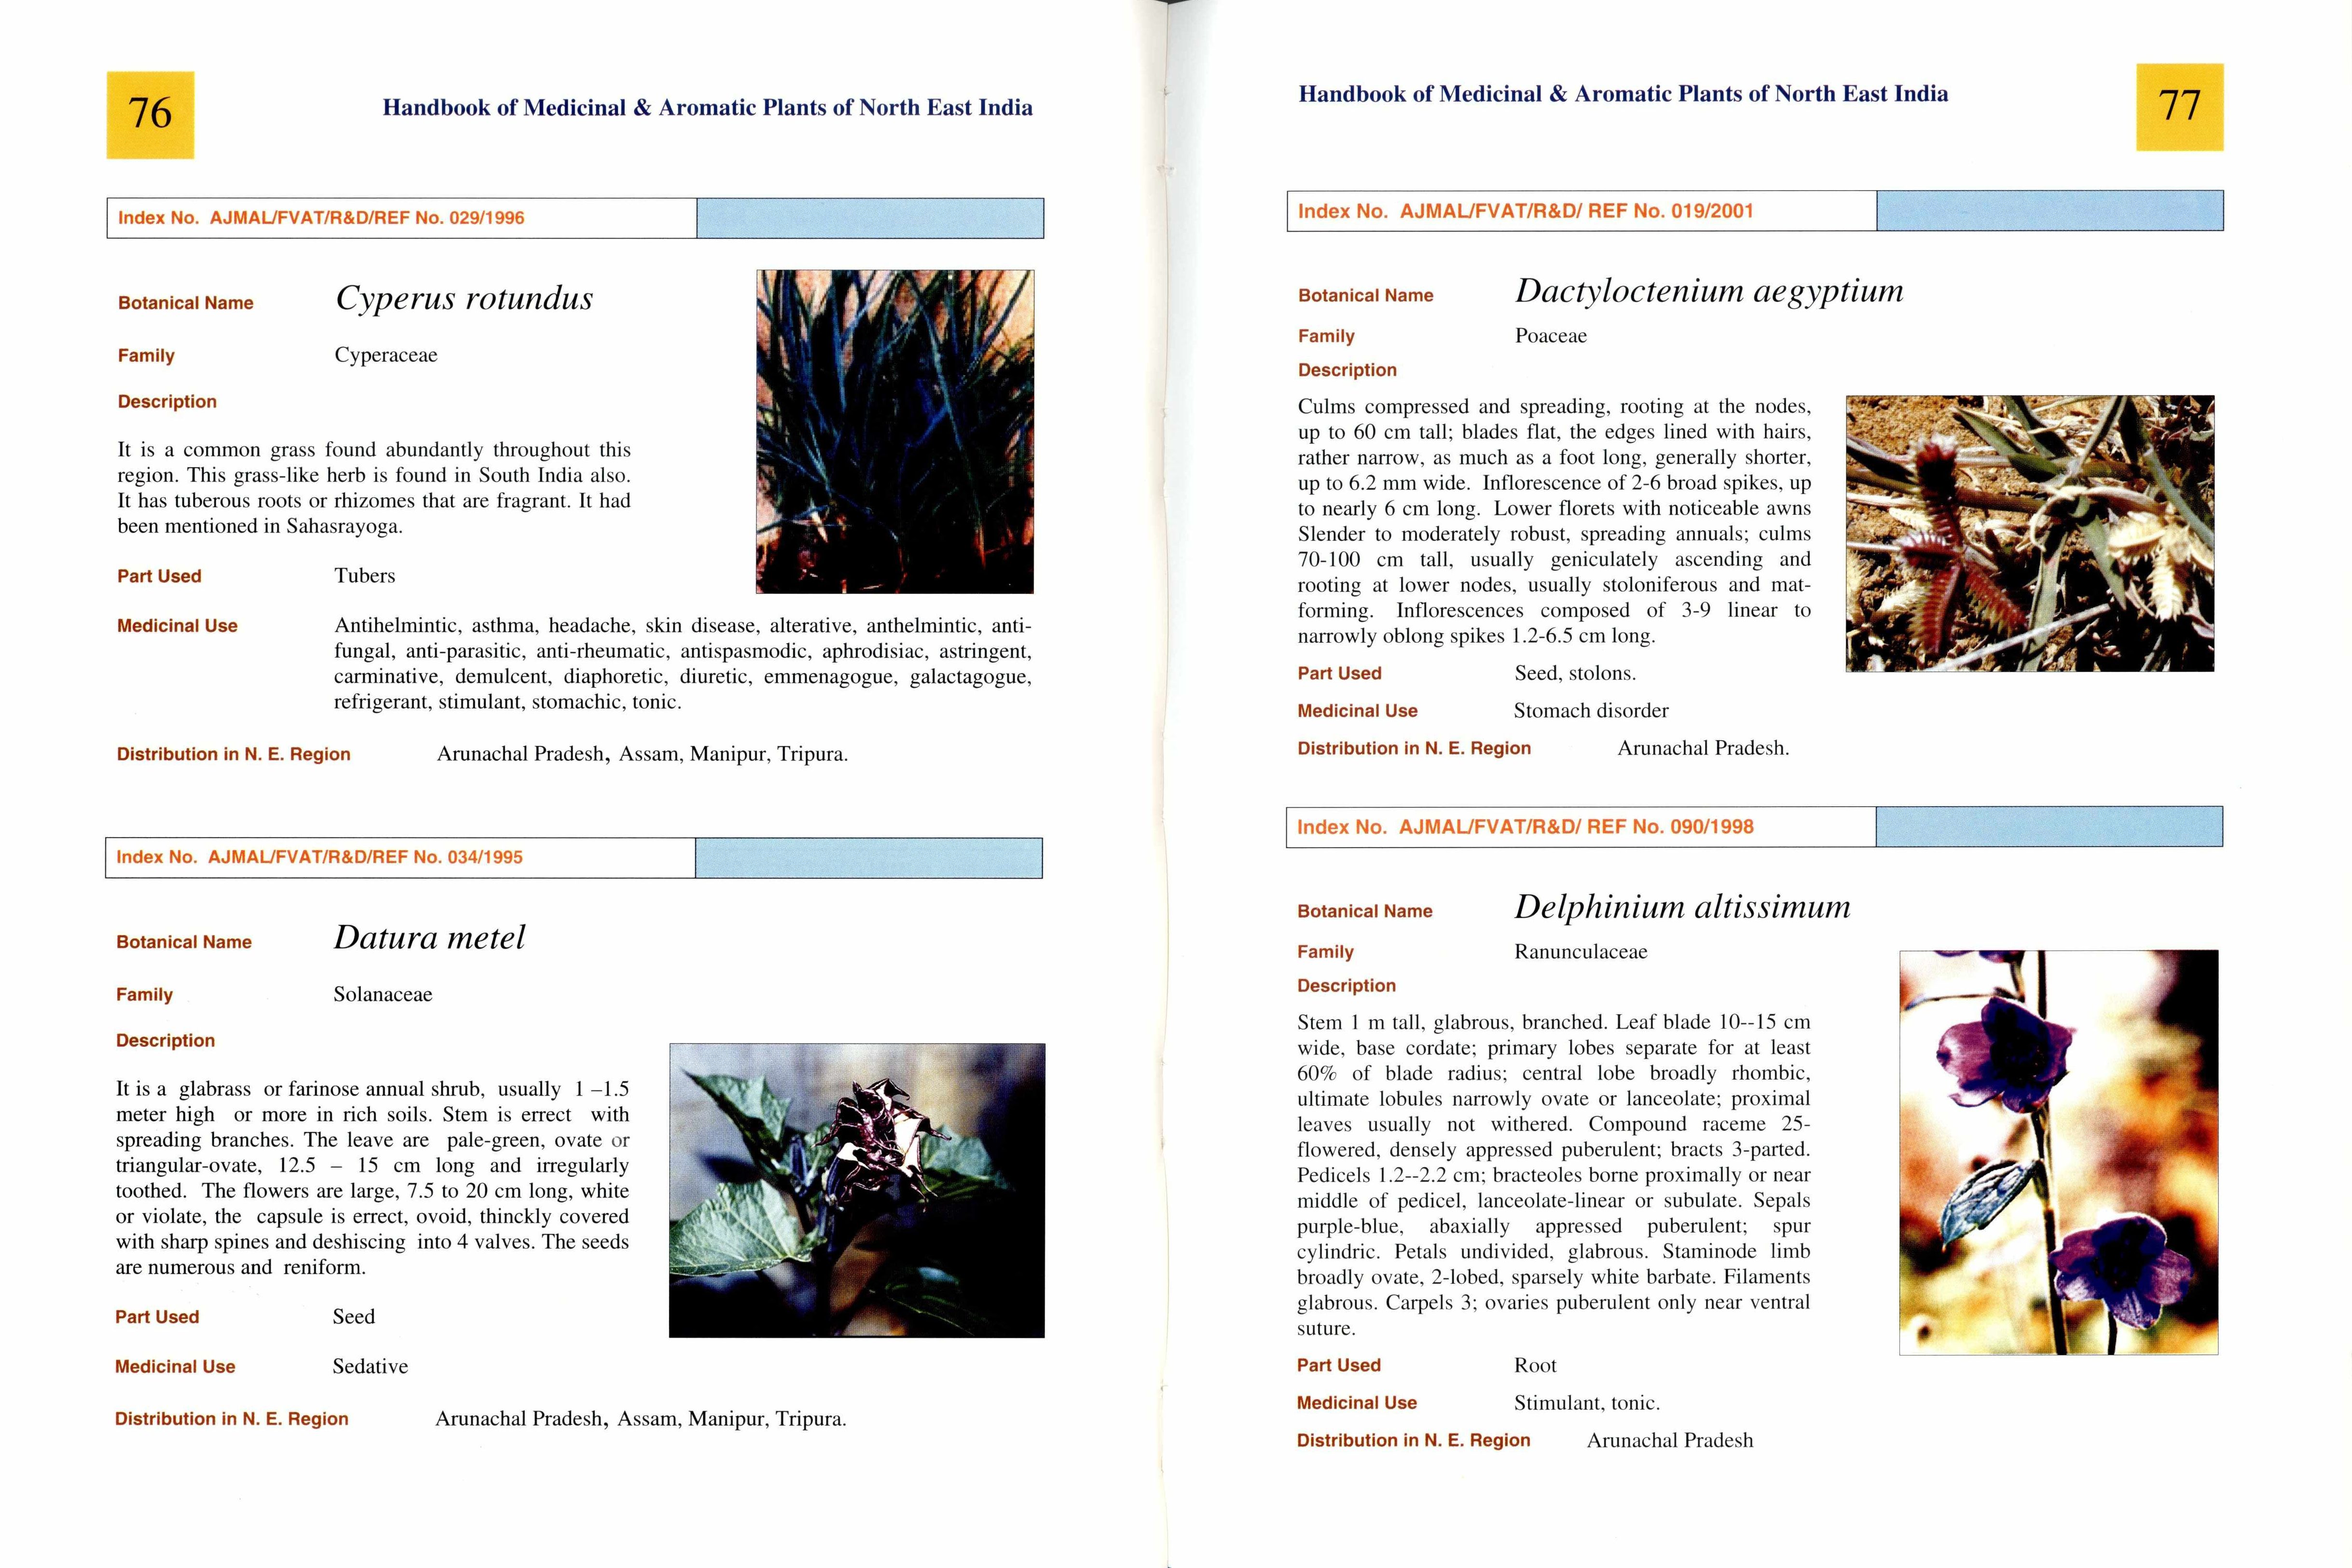 76
Handbook of Medicinal & Aromatic Plants of North East India
Index No. AJMAL/FVAT/R&D/REF No. 029/1996
Botanical Name Cyperus rotundus
Family Cyperaceae
Description
It is a common grass found abundantly throughout this
region. This grass-like herb is found in South India also.
It has tuberous roots or rhizomes that are fragrant. It had
been mentioned in Sahasrayoga.
Part Used Tubers
Medicinal Use Antihelmintic, asthma, headache, skin disease, alterative, anthelmintic, anti-
fungal, anti-parasitic, anti-rheumatic, antispasmodic, aphrodisiac, astringent,
carminative, demulcent, diaphoretic, diuretic, emmenagogue, galactagogue,
refrigerant, stimulant, stomachic, tonic.
Distribution in N. E. Region Arunachal Pradesh, Assam, Manipur, Tripura.
Index No. AJMAL/FVAT/R&D/REF No. 034/1995
Botanical Name Datura metel
Family Solanaceae
Description
It is a glabrass or farinose annual shrub, usually 1 –1.5
meter high or more in rich soils. Stem is errect with
spreading branches. The leave are pale-green, ovate or
triangular-ovate, 12.5 – 15 cm long and irregularly
toothed. The flowers are large, 7.5 to 20 cm long, white
or violate, the capsule is errect, ovoid, thinckly covered
with sharp spines and deshiscing into 4 valves. The seeds
are numerous and reniform.
Part Used Seed
Medicinal Use Sedative
Distribution in N. E. Region Arunachal Pradesh, Assam, Manipur, Tripura.
Handbook of Medicinal & Aromatic Plants of North East India
77
Index No. AJMAL/FVAT/R&D/ REF No. 019/2001
Botanical Name Dactyloctenium aegyptium
Family Poaceae
Description
Culms compressed and spreading, rooting at the nodes,
up to 60 cm tall; blades flat, the edges lined with hairs,
rather narrow, as much as a foot long, generally shorter,
up to 6.2 mm wide. Inflorescence of 2-6 broad spikes, up
to nearly 6 cm long. Lower florets with noticeable awns
Slender to moderately robust, spreading annuals; culms
70-100 cm tall, usually geniculately ascending and
rooting at lower nodes, usually stoloniferous and mat-
forming. Inflorescences composed of 3-9 linear to
narrowly oblong spikes 1.2-6.5 cm long.
Part Used Seed, stolons.
Medicinal Use Stomach disorder
Distribution in N. E. Region Arunachal Pradesh.
Index No. AJMAL/FVAT/R&D/ REF No. 090/1998
Botanical Name Delphinium altissimum
Family Ranunculaceae
Description
Stem 1 m tall, glabrous, branched. Leaf blade 10--15 cm
wide, base cordate; primary lobes separate for at least
60% of blade radius; central lobe broadly rhombic,
ultimate lobules narrowly ovate or lanceolate; proximal
leaves usually not withered. Compound raceme 25-
flowered, densely appressed puberulent; bracts 3-parted.
Pedicels 1.2--2.2 cm; bracteoles borne proximally or near
middle of pedicel, lanceolate-linear or subulate. Sepals
purple-blue, abaxially appressed puberulent; spur
cylindric. Petals undivided, glabrous. Staminode limb
broadly ovate, 2-lobed, sparsely white barbate. Filaments
glabrous. Carpels 3; ovaries puberulent only near ventral
suture.
Part Used Root
Medicinal Use Stimulant, tonic.
Distribution in N. E. Region Arunachal Pradesh